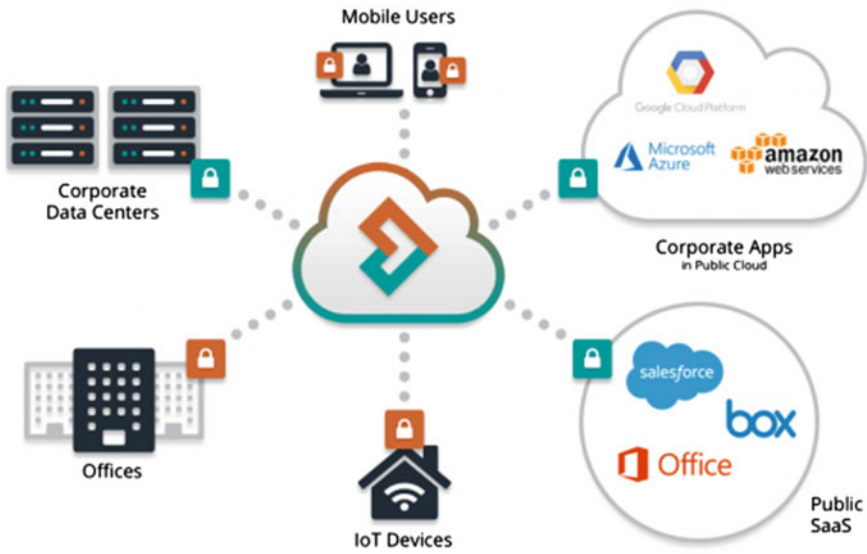 Mobile Users
Google Cloud Platform
Microsoft
Azure
amazon
web services
Corporate
Data Centers
Corporate Apps
in Public Cloud
salesforce
box
Office
Offices
IoT Devices
Public
SaaS